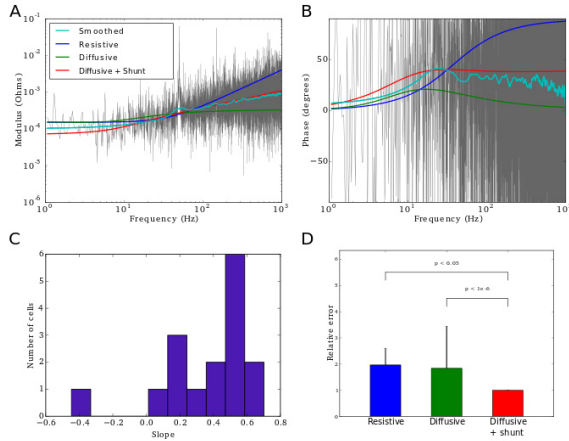 A
B
10⁻¹
10⁻²
10⁻³
10⁻⁴
10⁻⁵
10⁻⁶
Modulus (Ohms)
Smoothed
Resistive
Diffusive
Diffusive + Shunt
10⁰ 10¹ 10² 10³
Frequency (Hz)
50
0
−50
Phase (degrees)
10⁰ 10¹ 10² 10³
Frequency (Hz)
C
D
6
5
4
3
2
1
0
Number of cells
−0.6 −0.4 −0.2 0.0 0.2 0.4 0.6 0.8
Slope
6
5
4
3
2
1
0
Relative error
p < 0.05
p < 1e-6
Resistive Diffusive Diffusive
+ shunt